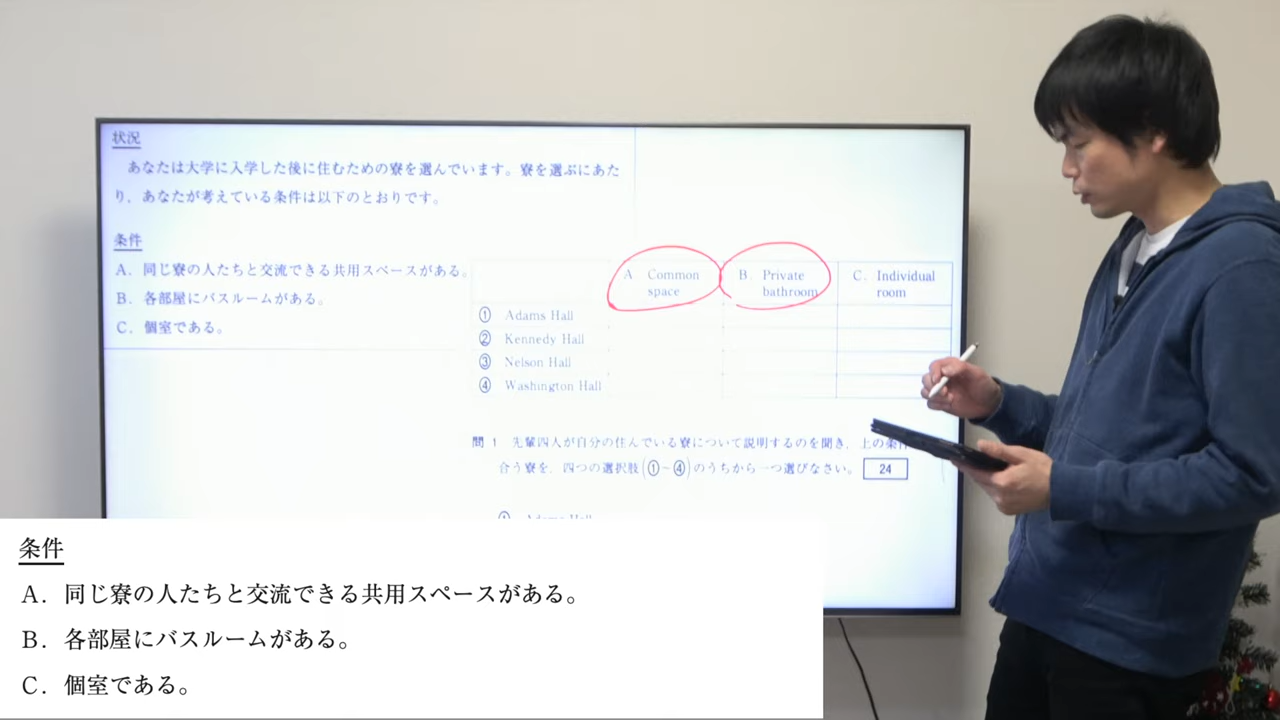 状況
あなたは大学に入学した後に住むための寮を選んでいます。寮を選ぶにあた
り，あなたが考えている条件は以下のとおりです。
条件
A．同じ寮の人たちと交流できる共用スペースがある。
B．各部屋にバスルームがある。
C．個室である。
A. Common space
B. Private bathroom
C. Individual room
① Adams Hall
② Kennedy Hall
③ Nelson Hall
④ Washington Hall
問 1 先輩四人が自分の住んでいる寮について説明するのを聞き，上の条件
合う寮を，四つの選択肢(①～④)のうちから一つ選びなさい。 24
条件
A．同じ寮の人たちと交流できる共用スペースがある。
B．各部屋にバスルームがある。
C．個室である。